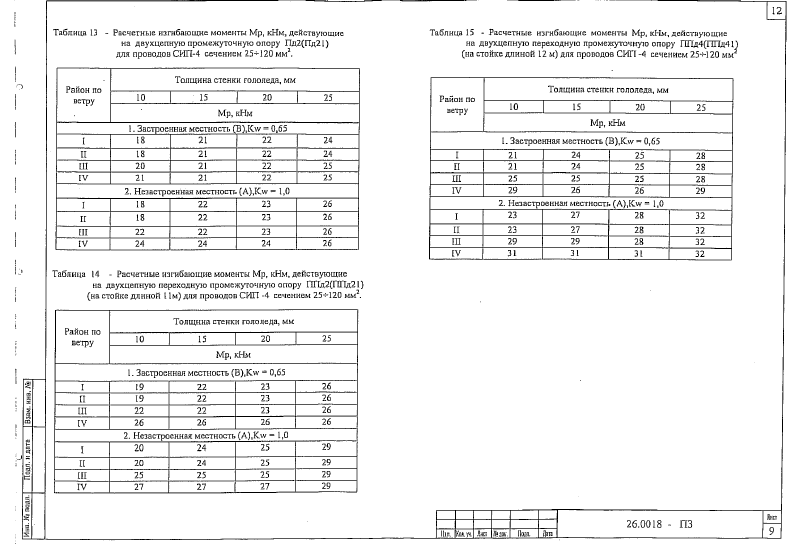 12
Таблица 13 - Расчетные изгибающие моменты Мр, кНм, действующие
на двухцепную промежуточную опору Пд2(Пд21)
для проводов СИП-4 сечением 25÷120 мм².
Район по ветру | Толщина стенки гололеда, мм
10 15 20 25
Мр, кНм
1. Застроенная местность (В),Kw = 0,65
I 18 21 22 24
II 18 21 22 24
III 20 21 22 25
IV 21 21 22 25
2. Незастроенная местность (А),Kw = 1,0
I 18 22 23 26
II 18 22 23 26
III 22 22 23 26
IV 24 24 24 26
Таблица 14 - Расчетные изгибающие моменты Мр, кНм, действующие
на двухцепную переходную промежуточную опору ППд2(ППд21)
(на стойке длиной 11м) для проводов СИП -4 сечением 25÷120 мм².
Район по ветру | Толщина стенки гололеда, мм
10 15 20 25
Мр, кНм
1. Застроенная местность (В),Kw = 0,65
I 19 22 23 26
II 19 22 23 26
III 22 22 23 26
IV 26 26 26 26
2. Незастроенная местность (А),Kw = 1,0
I 20 24 25 29
II 20 24 25 29
III 25 25 25 29
IV 27 27 27 29
Таблица 15 - Расчетные изгибающие моменты Мр, кНм, действующие
на двухцепную переходную промежуточную опору ППд4(ППд41)
(на стойке длиной 12 м) для проводов СИП -4 сечением 25÷120 мм²
Район по ветру | Толщина стенки гололеда, мм
10 15 20 25
Мр, кНм
1. Застроенная местность (В),Kw = 0,65
I 21 24 25 28
II 21 24 25 28
III 25 25 25 28
IV 29 26 26 29
2. Незастроенная местность (А),Kw = 1,0
I 23 27 28 32
II 23 27 28 32
III 29 29 28 32
IV 31 31 31 32
Взам. инв. №
Подп. и дата
Инв. № подл.
Изм. Кол. уч. Лист № док. Подп. Дата
26.0018 - ПЗ
Лист
9